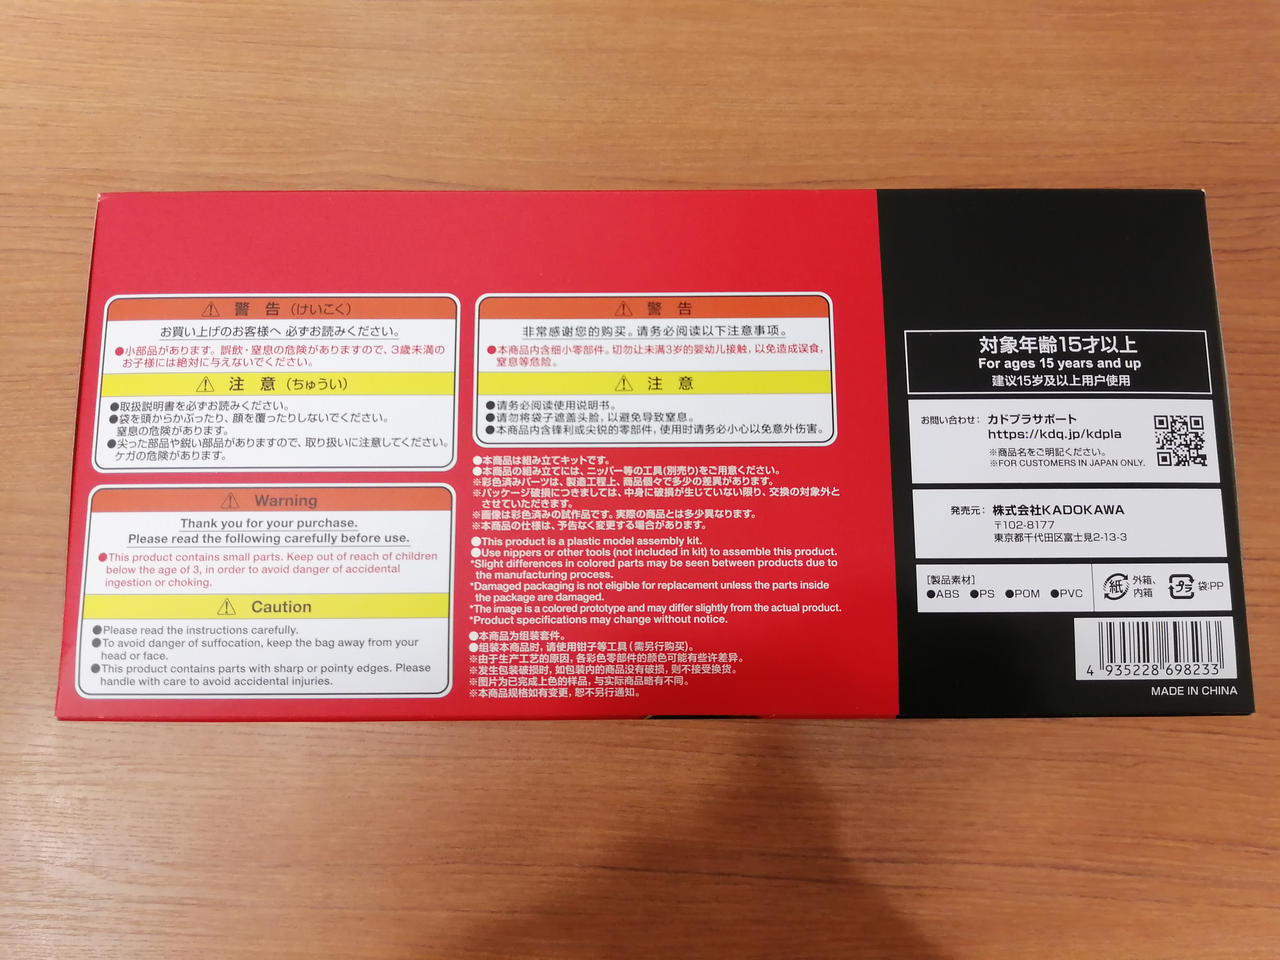 警告（けいこく）
お買い上げのお客様へ 必ずお読みください。
●小部品があります。誤飲・窒息の危険がありますので、3歳未満の
お子様には絶対に与えないでください。
注意（ちゅうい）
●取扱説明書を必ずお読みください。
●袋を頭からかぶったり、顔を覆ったりしないでください。
窒息の危険があります。
●尖った部品や鋭い部品がありますので、取り扱いに注意してください。
ケガの危険があります。
Warning
Thank you for your purchase.
Please read the following carefully before use.
●This product contains small parts. Keep out of reach of children
below the age of 3, in order to avoid danger of accidental
ingestion or choking.
Caution
●Please read the instructions carefully.
●To avoid danger of suffocation, keep the bag away from your
head or face.
●This product contains parts with sharp or pointy edges. Please
handle with care to avoid accidental injuries.
警告
非常感谢您的购买。请务必阅读以下注意事项。
●本商品内含细小零部件。切勿让未满3岁的婴幼儿接触，以免造成误食，
窒息等危险。
注意
●请务必阅读使用说明书。
●请勿将袋子遮盖头脸，以避免导致窒息。
●本商品内含锋利或尖锐的零部件，使用时请务必小心以免意外伤害。
●本商品は組み立てキットです。
●本商品の組み立てには、ニッパー等の工具(別売り)をご用意ください。
※彩色済みパーツは、製造工程上、商品個々で多少の差異があります。
※パッケージ破損につきましては、中身に破損が生じていない限り、交換の対象外と
させていただきます。
※画像は彩色済みの試作品です。実際の商品とは多少異なります。
※本商品の仕様は、予告なく変更する場合があります。
●This product is a plastic model assembly kit.
●Use nippers or other tools (not included in kit) to assemble this product.
*Slight differences in colored parts may be seen between products due to
the manufacturing process.
*Damaged packaging is not eligible for replacement unless the parts inside
the package are damaged.
*The image is a colored prototype and may differ slightly from the actual product.
*Product specifications may change without notice.
●本商品为组装套件。
●组装本商品时，请使用钳子等工具（需另行购买）。
※由于生产工艺的原因，各彩色零部件的颜色可能有些许差异。
※发生包装破损时，如包装内的商品没有破损，则不接受换货。
※图片为已完成上色的样品，与实际商品略有不同。
※本商品规格如有变更，恕不另行通知。
対象年齢15才以上
For ages 15 years and up
建议15岁及以上用户使用
お問い合わせ： カドプラサポート
https://kdq.jp/kdpla
※商品名をご明記ください。
※FOR CUSTOMERS IN JAPAN ONLY.
発売元： 株式会社KADOKAWA
〒102-8177
東京都千代田区富士見2-13-3
［製品素材］
●ABS ●PS ●POM ●PVC
紙 外箱、
内箱
プラ 袋:PP
4 935228 698233
MADE IN CHINA